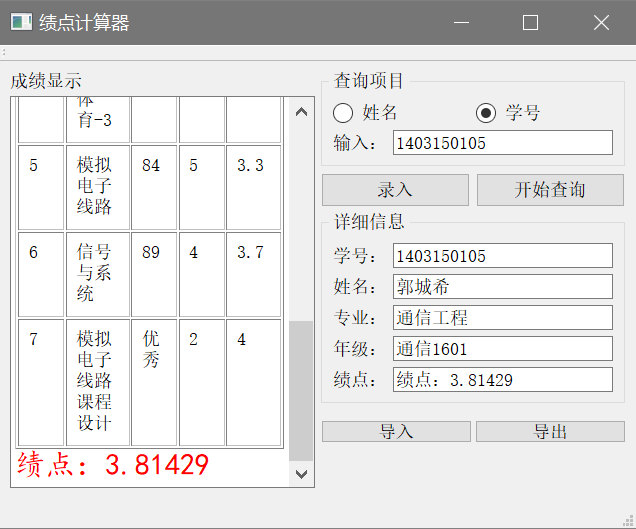 绩点计算器
成绩显示
体
育-3
5 模拟 84 5 3.3
电子
线路
6 信号 89 4 3.7
与系
统
7 模拟 优 2 4
电子 秀
线路
课程
设计
绩点: 3.81429
查询项目
姓名 学号
输入: 1403150105
录入 开始查询
详细信息
学号: 1403150105
姓名: 郭城希
专业: 通信工程
年级: 通信1601
绩点: 绩点: 3.81429
导入 导出